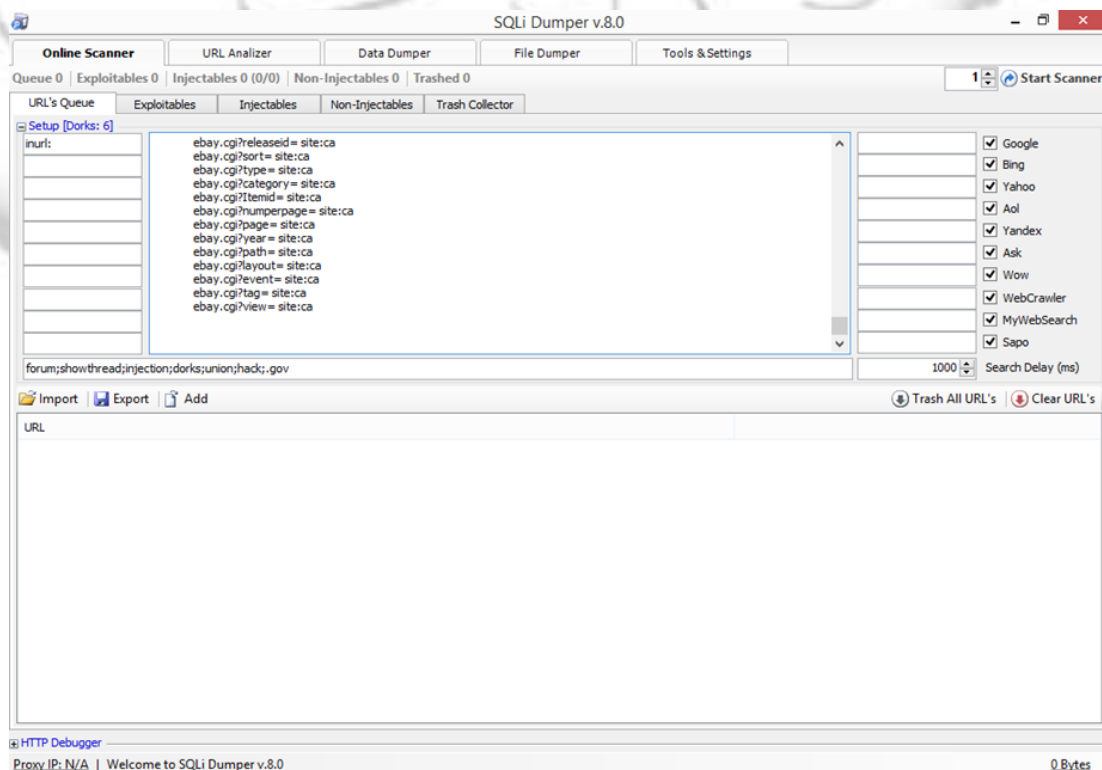 SQLi Dumper v.8.0
Online Scanner URL Analizer Data Dumper File Dumper Tools & Settings
Queue 0 | Exploitables 0 | Injectables 0 (0/0) | Non-Injectables 0 | Trashed 0 1 Start Scanner
URL's Queue Exploitables Injectables Non-Injectables Trash Collector
Setup [Dorks: 6]
inurl: ebay.cgi?releaseid= site:ca Google
ebay.cgi?sort= site:ca
ebay.cgi?type= site:ca Bing
ebay.cgi?category= site:ca
ebay.cgi?Itemid= site:ca Yahoo
ebay.cgi?numperpage= site:ca Aol
ebay.cgi?page= site:ca
ebay.cgi?year= site:ca Yandex
ebay.cgi?path= site:ca Ask
ebay.cgi?layout= site:ca
ebay.cgi?event= site:ca Wow
ebay.cgi?tag= site:ca WebCrawler
ebay.cgi?view= site:ca
MyWebSearch
Sapo
forum;showthread;injection;dorks;union;hack;.gov 1000 Search Delay (ms)
Import Export Add Trash All URL's Clear URL's
URL
HTTP Debugger
Proxy IP: N/A | Welcome to SQLi Dumper v.8.0 0 Bytes